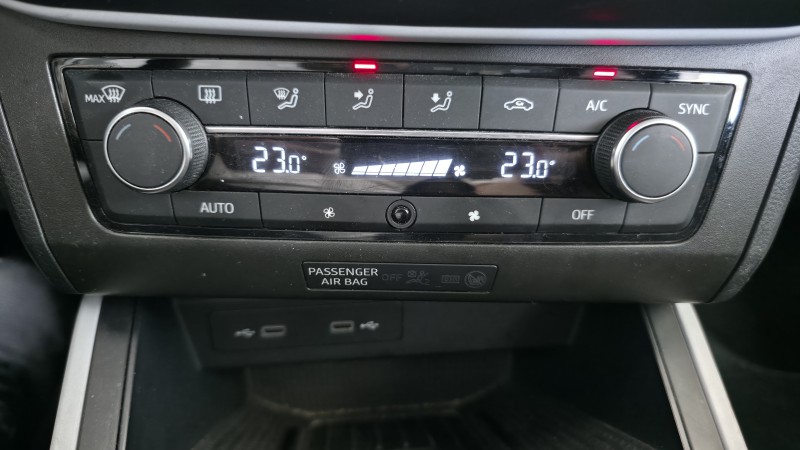 MAX
A/C
SYNC
23.0°
23.0°
AUTO
OFF
PASSENGER OFF
AIR BAG